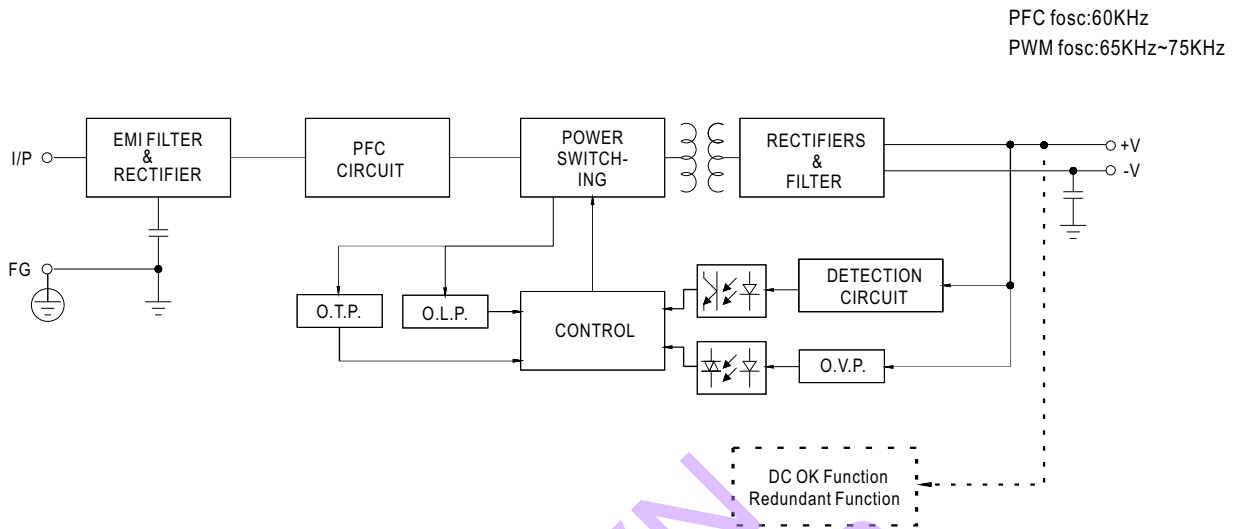 PFC fosc:60KHz
PWM fosc:65KHz~75KHz
I/P
EMI FILTER
&
RECTIFIER
PFC
CIRCUIT
POWER
SWITCH-
ING
RECTIFIERS
&
FILTER
+V
-V
FG
O.T.P.
O.L.P.
CONTROL
DETECTION
CIRCUIT
O.V.P.
DC OK Function
Redundant Function